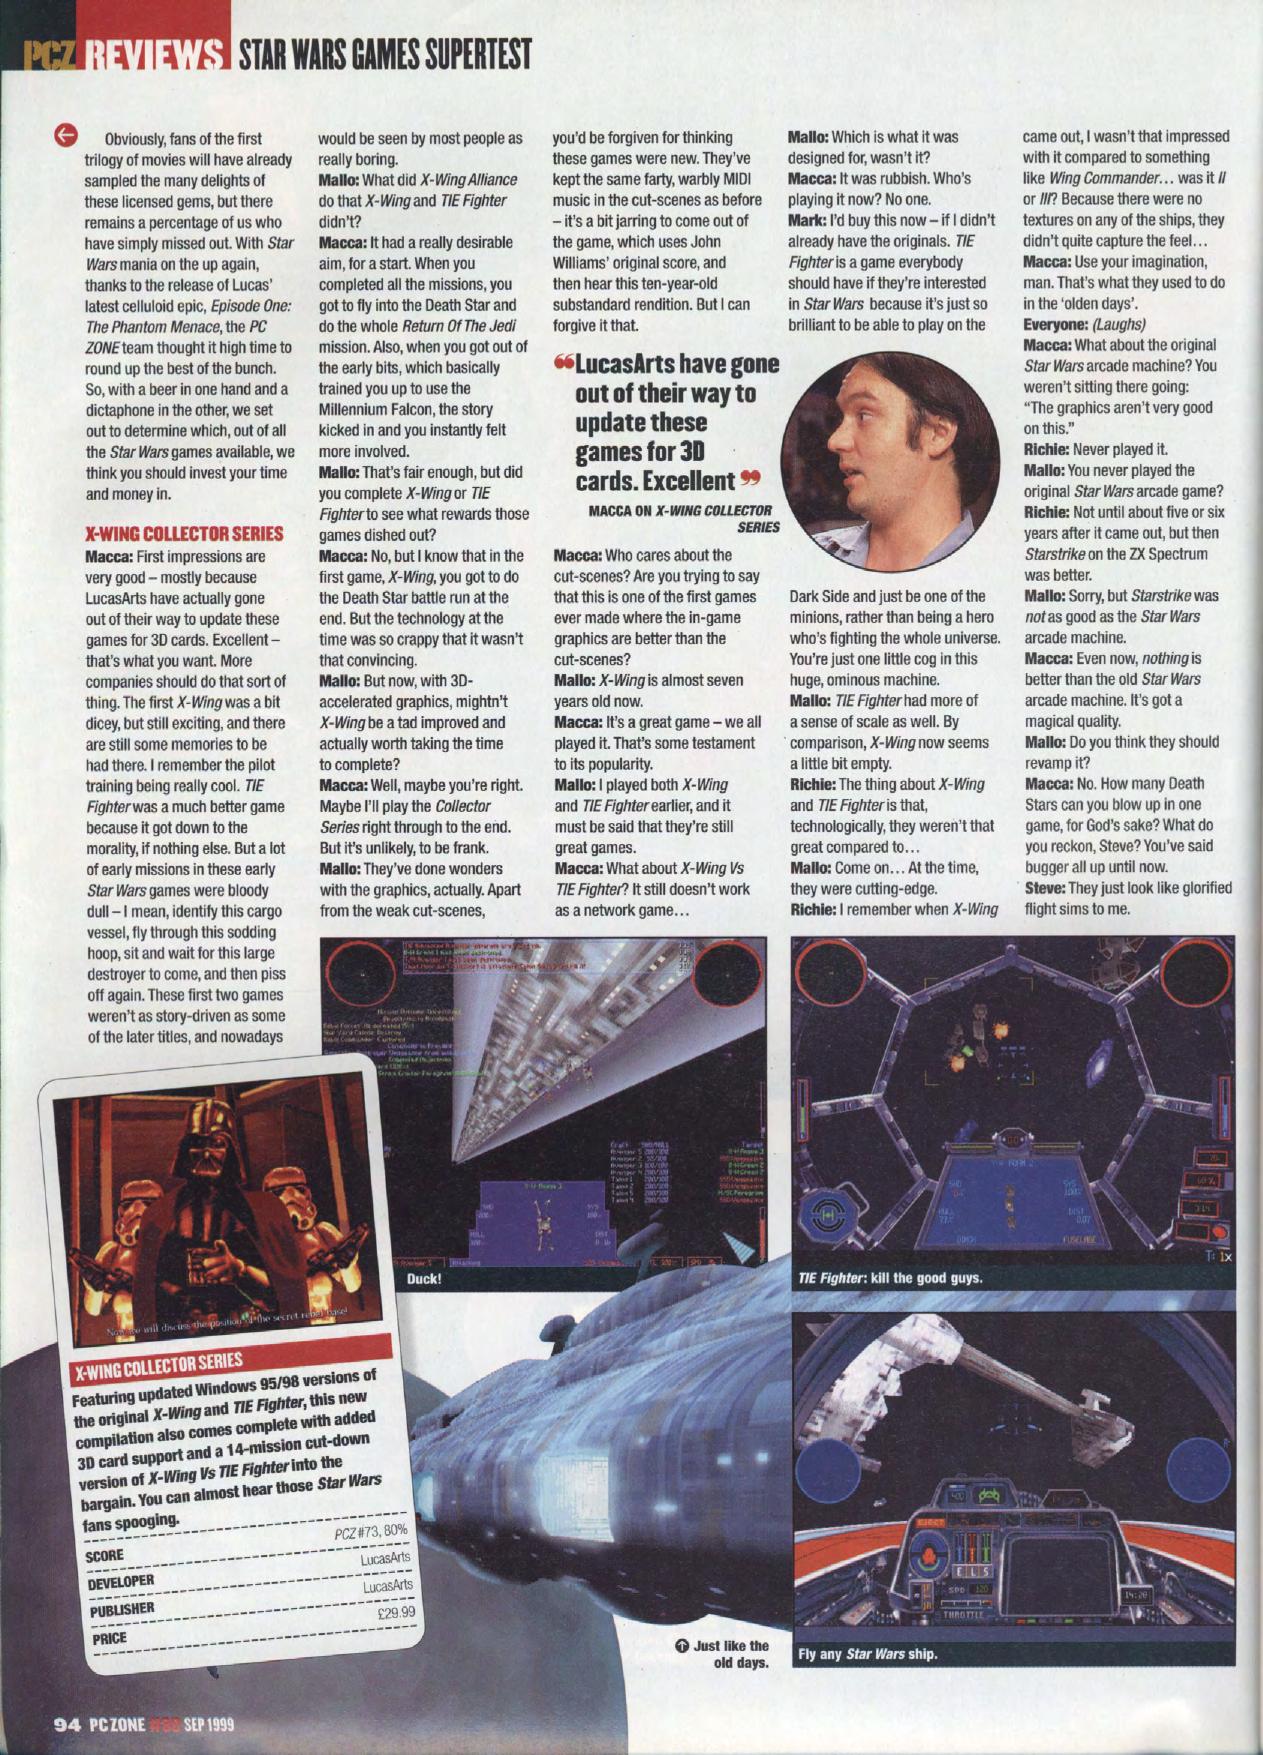 PCZ REVIEWS STAR WARS GAMES SUPERTEST
Obviously, fans of the first
trilogy of movies will have already
sampled the many delights of
these licensed gems, but there
remains a percentage of us who
have simply missed out. With Star
Wars mania on the up again,
thanks to the release of Lucas'
latest celluloid epic, Episode One:
The Phantom Menace, the PC
ZONE team thought it high time to
round up the best of the bunch.
So, with a beer in one hand and a
dictaphone in the other, we set
out to determine which, out of all
the Star Wars games available, we
think you should invest your time
and money in.
X-WING COLLECTOR SERIES
Macca: First impressions are
very good – mostly because
LucasArts have actually gone
out of their way to update these
games for 3D cards. Excellent –
that's what you want. More
companies should do that sort of
thing. The first X-Wing was a bit
dicey, but still exciting, and there
are still some memories to be
had there. I remember the pilot
training being really cool. TIE
Fighter was a much better game
because it got down to the
morality, if nothing else. But a lot
of early missions in these early
Star Wars games were bloody
dull – I mean, identify this cargo
vessel, fly through this sodding
hoop, sit and wait for this large
destroyer to come, and then piss
off again. These first two games
weren't as story-driven as some
of the later titles, and nowadays
would be seen by most people as
really boring.
Mallo: What did X-Wing Alliance
do that X-Wing and TIE Fighter
didn't?
Macca: It had a really desirable
aim, for a start. When you
completed all the missions, you
got to fly into the Death Star and
do the whole Return Of The Jedi
mission. Also, when you got out of
the early bits, which basically
trained you up to use the
Millennium Falcon, the story
kicked in and you instantly felt
more involved.
Mallo: That's fair enough, but did
you complete X-Wing or TIE
Fighter to see what rewards those
games dished out?
Macca: No, but I know that in the
first game, X-Wing, you got to do
the Death Star battle run at the
end. But the technology at the
time was so crappy that it wasn't
that convincing.
Mallo: But now, with 3D-
accelerated graphics, mightn't
X-Wing be a tad improved and
actually worth taking the time
to complete?
Macca: Well, maybe you're right.
Maybe I'll play the Collector
Series right through to the end.
But it's unlikely, to be frank.
Mallo: They've done wonders
with the graphics, actually. Apart
from the weak cut-scenes,
you'd be forgiven for thinking
these games were new. They've
kept the same farty, warbly MIDI
music in the cut-scenes as before
– it's a bit jarring to come out of
the game, which uses John
Williams' original score, and
then hear this ten-year-old
substandard rendition. But I can
forgive it that.
“LucasArts have gone
out of their way to
update these
games for 3D
cards. Excellent ”
MACCA ON X-WING COLLECTOR
SERIES
Macca: Who cares about the
cut-scenes? Are you trying to say
that this is one of the first games
ever made where the in-game
graphics are better than the
cut-scenes?
Mallo: X-Wing is almost seven
years old now.
Macca: It's a great game – we all
played it. That's some testament
to its popularity.
Mallo: I played both X-Wing
and TIE Fighter earlier, and it
must be said that they're still
great games.
Macca: What about X-Wing Vs
TIE Fighter? It still doesn't work
as a network game...
Mallo: Which is what it was
designed for, wasn't it?
Macca: It was rubbish. Who's
playing it now? No one.
Mark: I'd buy this now – if I didn't
already have the originals. TIE
Fighter is a game everybody
should have if they're interested
in Star Wars because it's just so
brilliant to be able to play on the
Dark Side and just be one of the
minions, rather than being a hero
who's fighting the whole universe.
You're just one little cog in this
huge, ominous machine.
Mallo: TIE Fighter had more of
a sense of scale as well. By
comparison, X-Wing now seems
a little bit empty.
Richie: The thing about X-Wing
and TIE Fighter is that,
technologically, they weren't that
great compared to...
Mallo: Come on... At the time,
they were cutting-edge.
Richie: I remember when X-Wing
came out, I wasn't that impressed
with it compared to something
like Wing Commander... was it II
or III? Because there were no
textures on any of the ships, they
didn't quite capture the feel...
Macca: Use your imagination,
man. That's what they used to do
in the 'olden days'.
Everyone: (Laughs)
Macca: What about the original
Star Wars arcade machine? You
weren't sitting there going:
“The graphics aren't very good
on this.”
Richie: Never played it.
Mallo: You never played the
original Star Wars arcade game?
Richie: Not until about five or six
years after it came out, but then
Starstrike on the ZX Spectrum
was better.
Mallo: Sorry, but Starstrike was
not as good as the Star Wars
arcade machine.
Macca: Even now, nothing is
better than the old Star Wars
arcade machine. It's got a
magical quality.
Mallo: Do you think they should
revamp it?
Macca: No. How many Death
Stars can you blow up in one
game, for God's sake? What do
you reckon, Steve? You've said
bugger all up until now.
Steve: They just look like glorified
flight sims to me.
Duck!
T: 1x
TIE Fighter: kill the good guys.
EJECT
E L S
SPD 120
THROTTLE
14:20
Fly any Star Wars ship.
Just like the
old days.
Now we will discuss the position of the secret rebel base!
X-WING COLLECTOR SERIES
Featuring updated Windows 95/98 versions of
the original X-Wing and TIE Fighter, this new
compilation also comes complete with added
3D card support and a 14-mission cut-down
version of X-Wing Vs TIE Fighter into the
bargain. You can almost hear those Star Wars
fans spooging.
SCORE PCZ #73, 80%
DEVELOPER LucasArts
PUBLISHER LucasArts
PRICE £29.99
94 PC ZONE SEP 1999